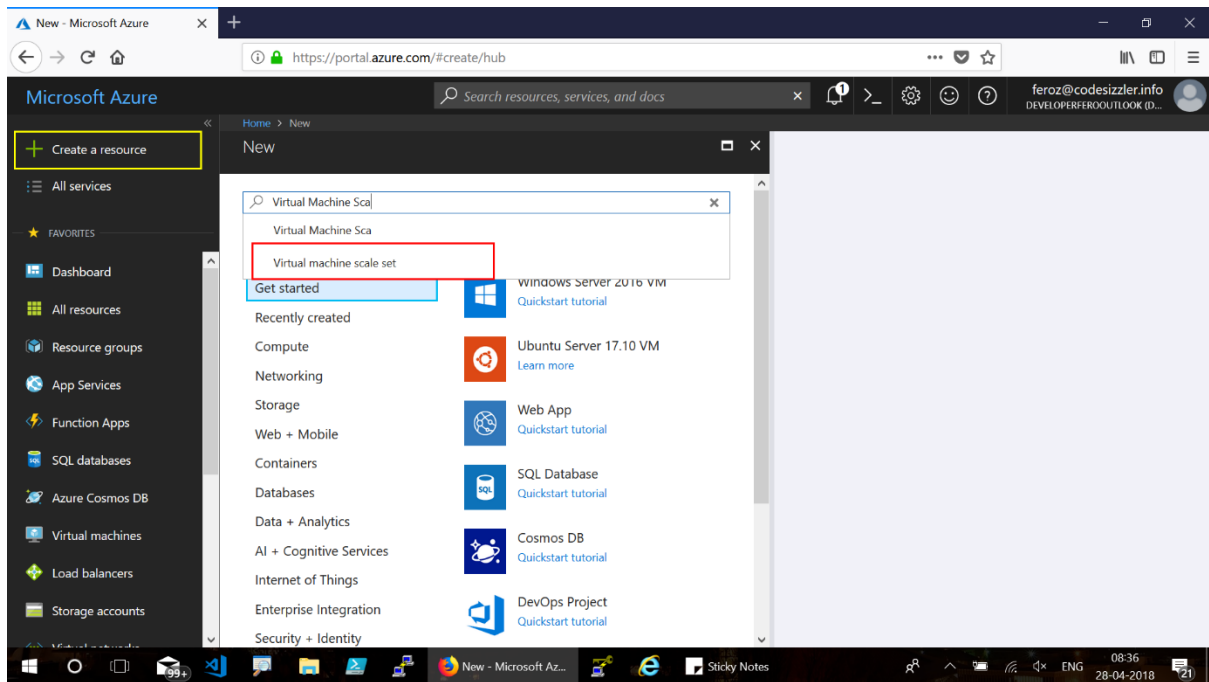 New - Microsoft Azure
https://portal.azure.com/#create/hub
Microsoft Azure
Search resources, services, and docs
1
feroz@codesizzler.info
DEVELOPERFEROOUTLOOK (D...
Create a resource
All services
FAVORITES
Dashboard
All resources
Resource groups
App Services
Function Apps
SQL databases
Azure Cosmos DB
Virtual machines
Load balancers
Storage accounts
Virtual networks
Home > New
New
Virtual Machine Sca
Virtual Machine Sca
Virtual machine scale set
Get started
Recently created
Compute
Networking
Storage
Web + Mobile
Containers
Databases
Data + Analytics
AI + Cognitive Services
Internet of Things
Enterprise Integration
Security + Identity
Windows Server 2016 VM
Quickstart tutorial
Ubuntu Server 17.10 VM
Learn more
Web App
Quickstart tutorial
SQL
SQL Database
Quickstart tutorial
Cosmos DB
Quickstart tutorial
DevOps Project
Quickstart tutorial
99+
New - Microsoft Az...
Sticky Notes
ENG
08:36
28-04-2018
21